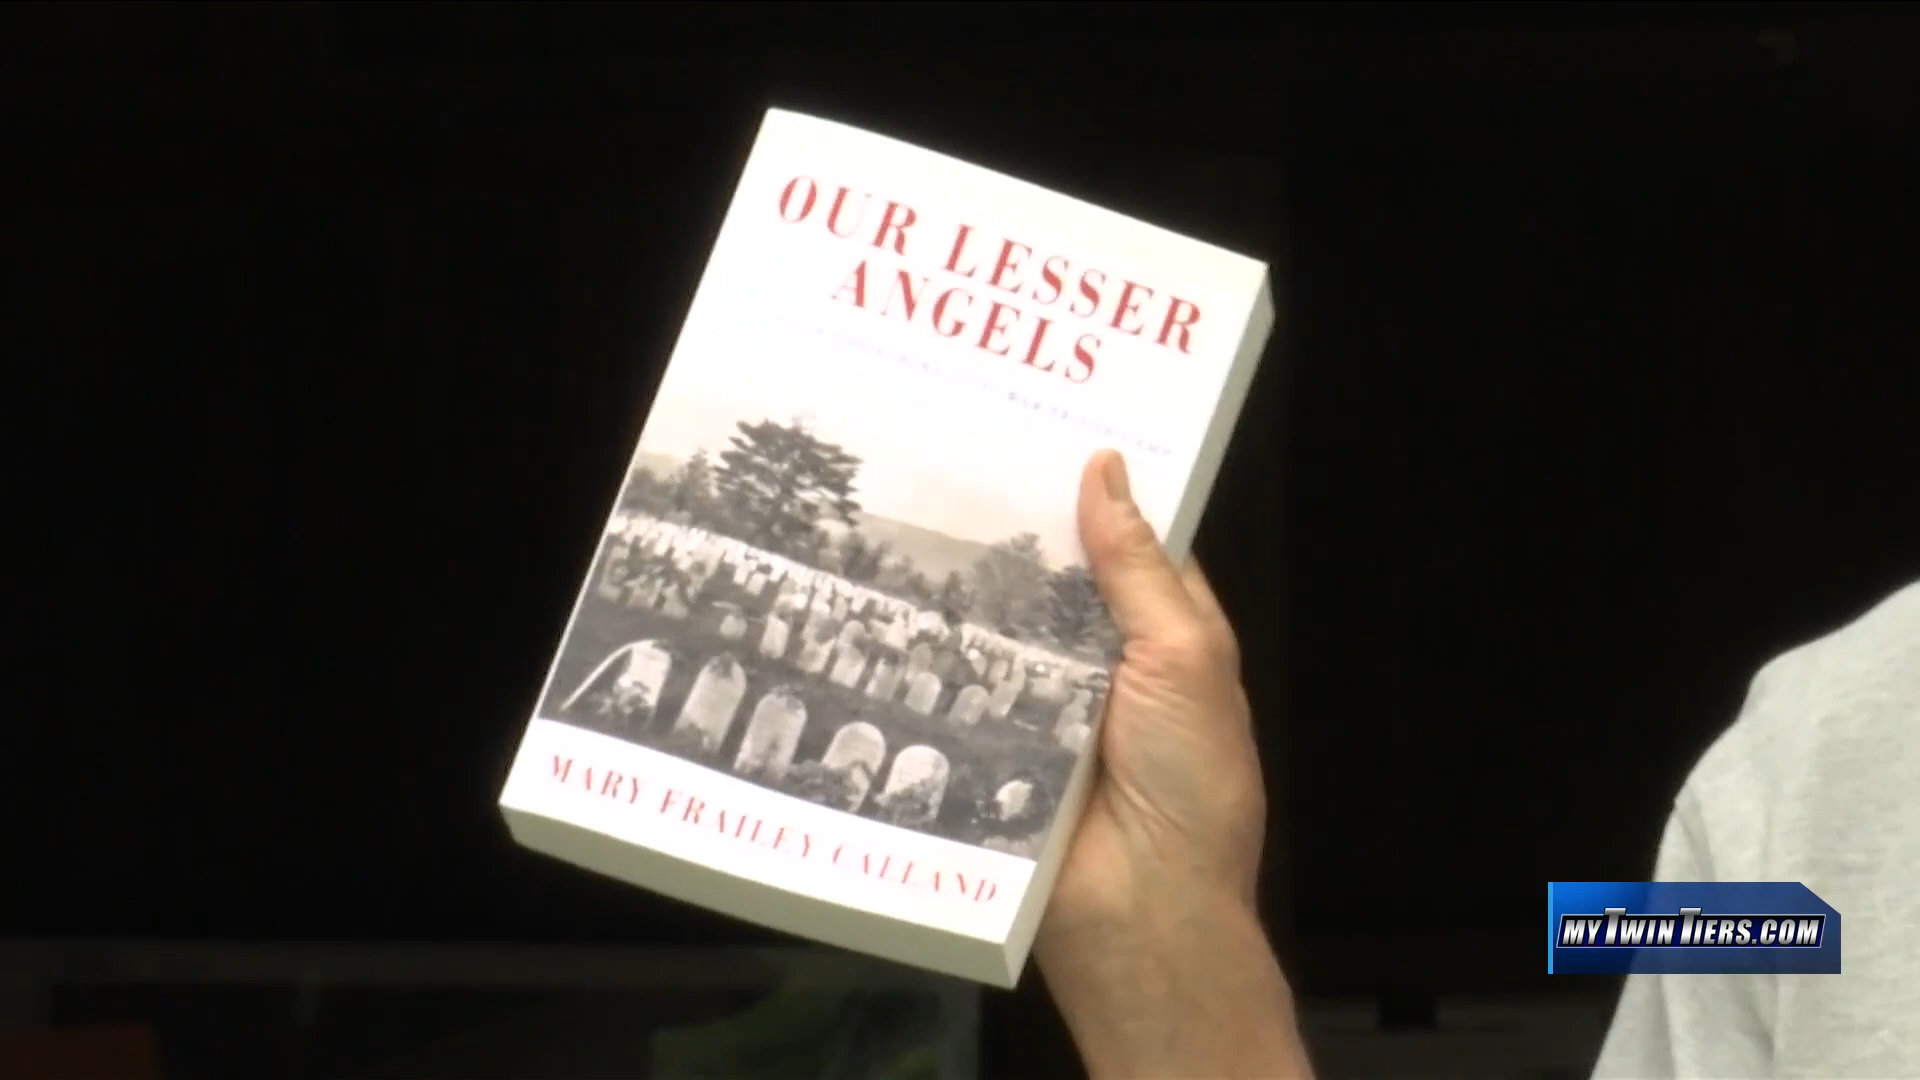 OUR LESSER
ANGELS
MARY FRAILEY CALLAND
MYTWINTIERS.COM